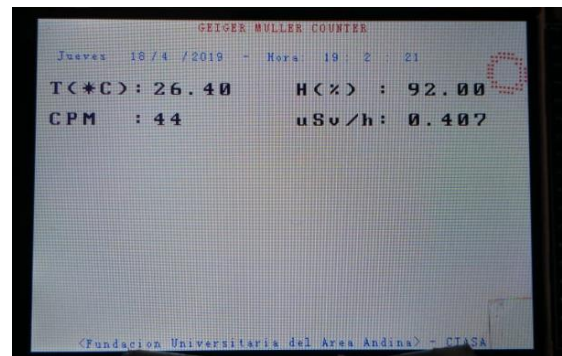 GEIGER MULLER COUNTER
Jueves 18/4 /2019 - Hora 19: 2 : 21
T(*C): 26.40 H(%) : 92.00
CPM : 44 uSv/h: 0.407
(Fundacion Universitaria del Area Andina) - CIASA